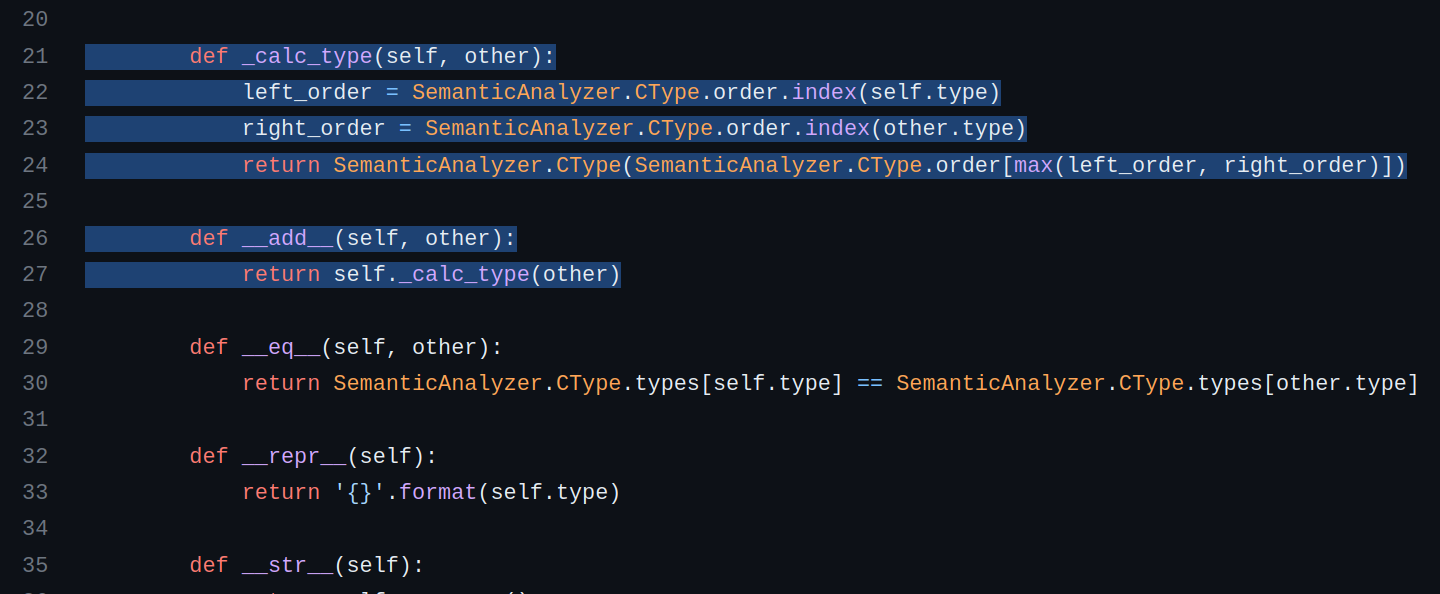 20
21 def _calc_type(self, other):
22 left_order = SemanticAnalyzer.CType.order.index(self.type)
23 right_order = SemanticAnalyzer.CType.order.index(other.type)
24 return SemanticAnalyzer.CType(SemanticAnalyzer.CType.order[max(left_order, right_order)])
25
26 def __add__(self, other):
27 return self._calc_type(other)
28
29 def __eq__(self, other):
30 return SemanticAnalyzer.CType.types[self.type] == SemanticAnalyzer.CType.types[other.type]
31
32 def __repr__(self):
33 return '{}'.format(self.type)
34
35 def __str__(self):